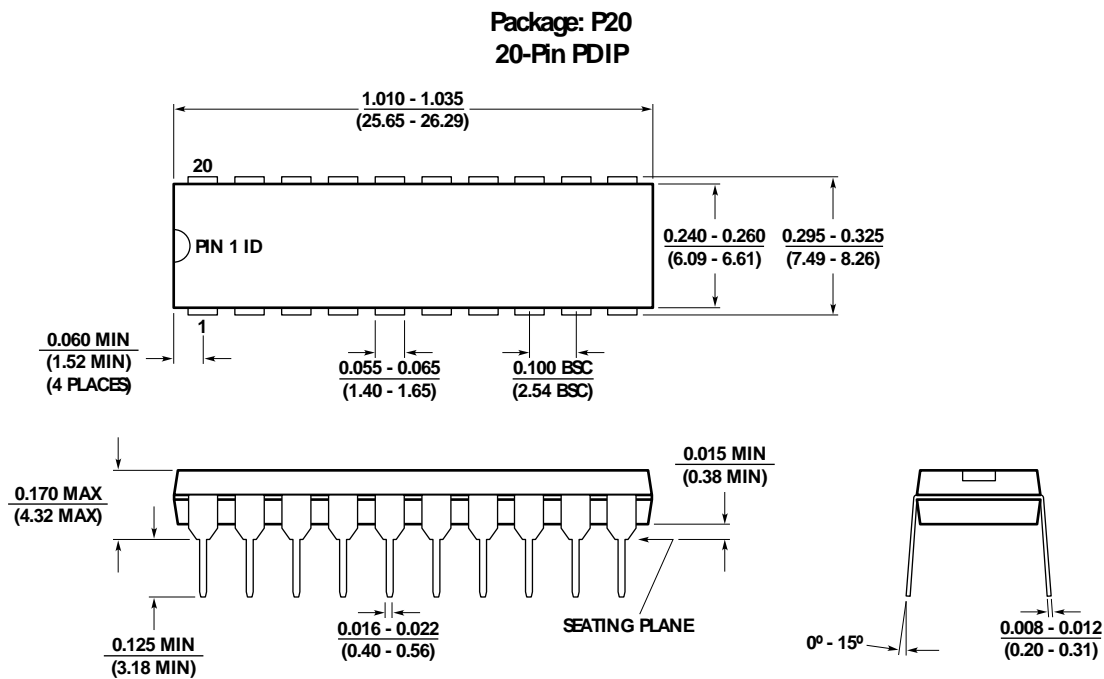 Package: P20
20-Pin PDIP
1.010 - 1.035
(25.65 - 26.29)
20
PIN 1 ID
0.240 - 0.260
(6.09 - 6.61)
0.295 - 0.325
(7.49 - 8.26)
1
0.060 MIN
(1.52 MIN)
(4 PLACES)
0.055 - 0.065
(1.40 - 1.65)
0.100 BSC
(2.54 BSC)
0.015 MIN
(0.38 MIN)
0.170 MAX
(4.32 MAX)
SEATING PLANE
0.016 - 0.022
(0.40 - 0.56)
0.125 MIN
(3.18 MIN)
0º - 15º
0.008 - 0.012
(0.20 - 0.31)